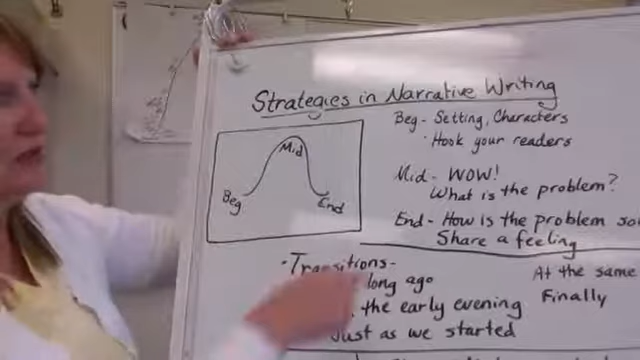 Strategies in Narrative Writing
Beg - Setting, Characters
· Hook your readers
Mid
Beg
End
Mid - WOW!
What is the problem?
End - How is the problem
Share a feeling
· Transitions -
long ago
the early evening
Just as we started
At the same
Finally